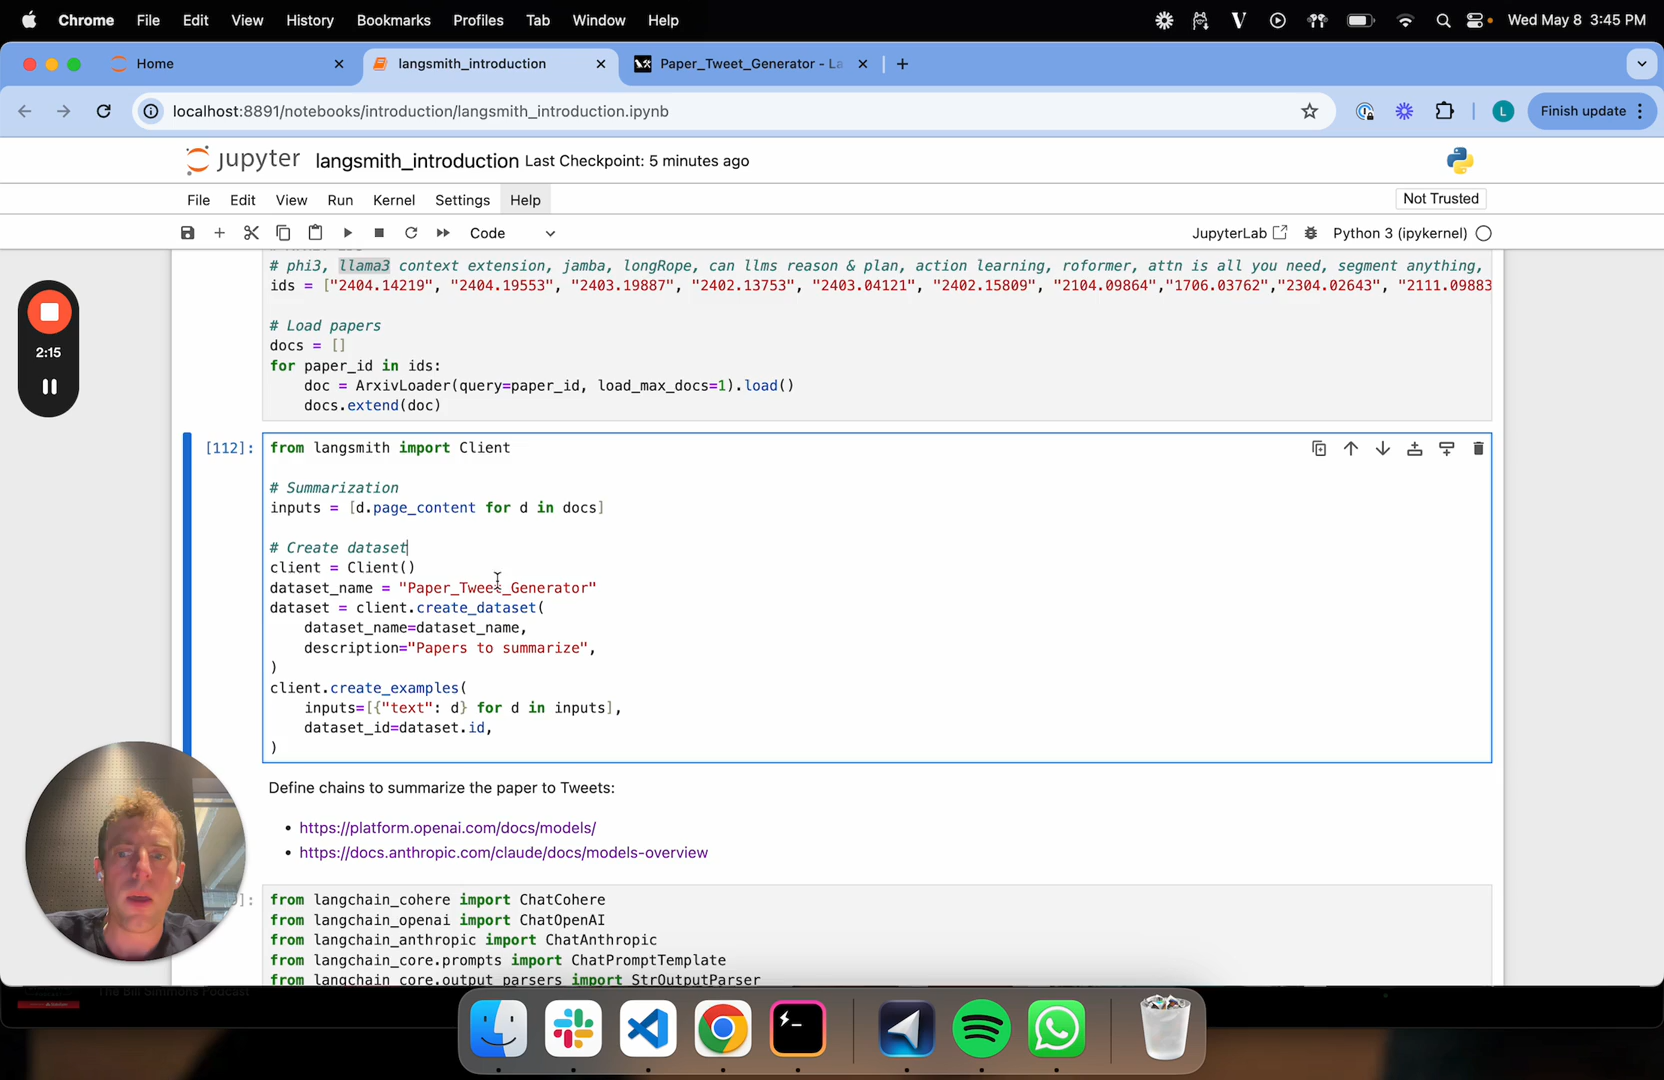 Chrome File Edit View History Bookmarks Profiles Tab Window Help Wed May 8 3:45 PM
Home langsmith_introduction Paper_Tweet_Generator - La
localhost:8891/notebooks/introduction/langsmith_introduction.ipynb L Finish update
jupyter langsmith_introduction Last Checkpoint: 5 minutes ago
File Edit View Run Kernel Settings Help Not Trusted
Code JupyterLab Python 3 (ipykernel)
# phi3, llama3 context extension, jamba, longRope, can llms reason & plan, action learning, roformer, attn is all you need, segment anything,
ids = ["2404.14219", "2404.19553", "2403.19887", "2402.13753", "2403.04121", "2402.15809", "2104.09864","1706.03762","2304.02643", "2111.09883
2:15
# Load papers
docs = []
for paper_id in ids:
doc = ArxivLoader(query=paper_id, load_max_docs=1).load()
docs.extend(doc)
[112]:
from langsmith import Client
# Summarization
inputs = [d.page_content for d in docs]
# Create dataset
client = Client()
dataset_name = "Paper_Tweet_Generator"
dataset = client.create_dataset(
dataset_name=dataset_name,
description="Papers to summarize",
)
client.create_examples(
inputs=[{"text": d} for d in inputs],
dataset_id=dataset.id,
)
Define chains to summarize the paper to Tweets:
• https://platform.openai.com/docs/models/
• https://docs.anthropic.com/claude/docs/models-overview
]:
from langchain_cohere import ChatCohere
from langchain_openai import ChatOpenAI
from langchain_anthropic import ChatAnthropic
from langchain_core.prompts import ChatPromptTemplate
from langchain_core.output_parsers import StrOutputParser
The Bill Simmons Podcast